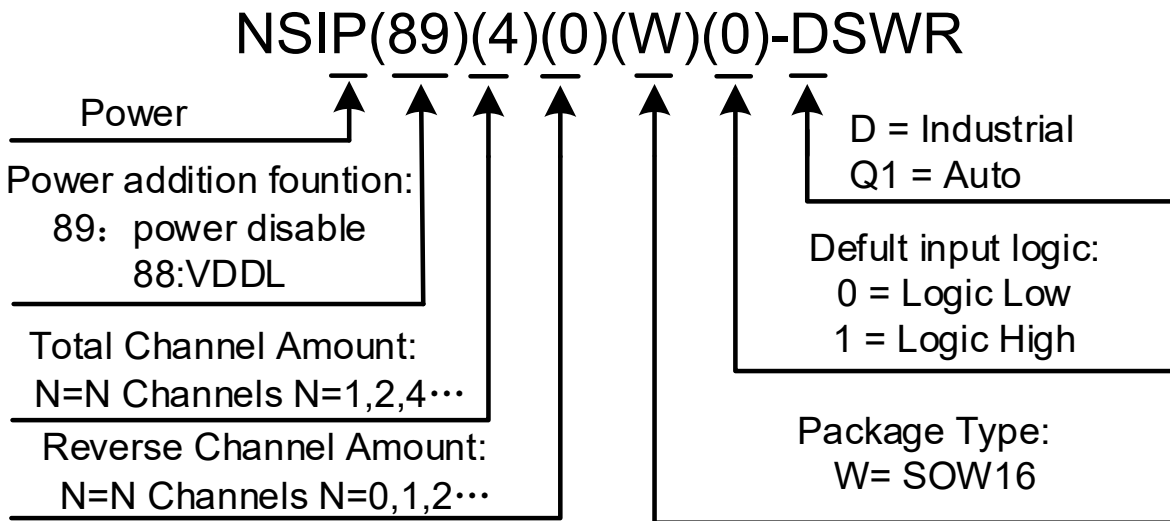 NSIP(89)(4)(0)(W)(0)-DSWR
Power
Power addition fountion:
89：power disable
88:VDDL
Total Channel Amount:
N=N Channels N=1,2,4⋯
Reverse Channel Amount:
N=N Channels N=0,1,2⋯
D = Industrial
Q1 = Auto
Defult input logic:
0 = Logic Low
1 = Logic High
Package Type:
W= SOW16